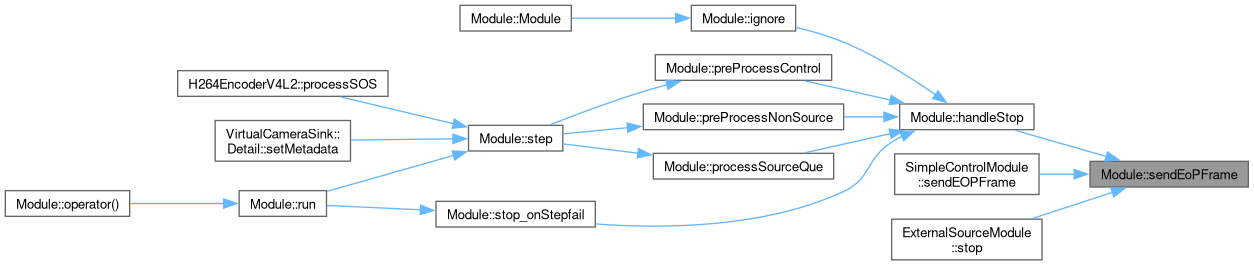 Module::Module
Module::ignore
Module::preProcessControl
H264EncoderV4L2::processSOS
Module::preProcessNonSource
Module::handleStop
VirtualCameraSink::
Detail::setMetadata
Module::step
Module::processSourceQue
SimpleControlModule
::sendEOPFrame
Module::sendEoPFrame
Module::operator()
Module::run
Module::stop_onStepfail
ExternalSourceModule
::stop